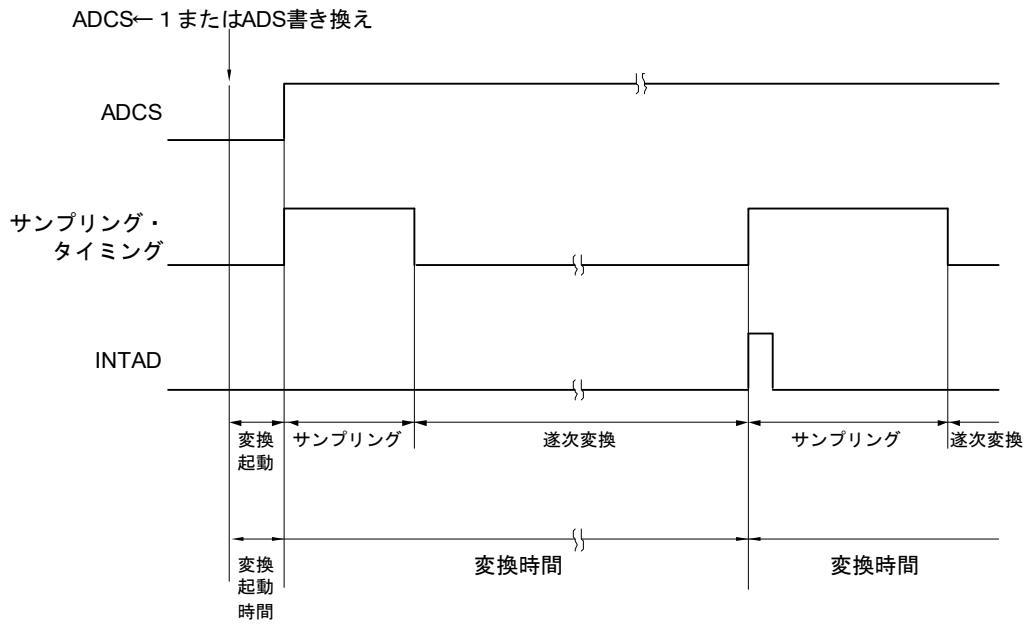 ADCS←１またはADS書き換え
ADCS
サンプリング・
タイミング
INTAD
変換
起動
サンプリング
遂次変換
サンプリング
遂次変換
変換
起動
時間
変換時間
変換時間